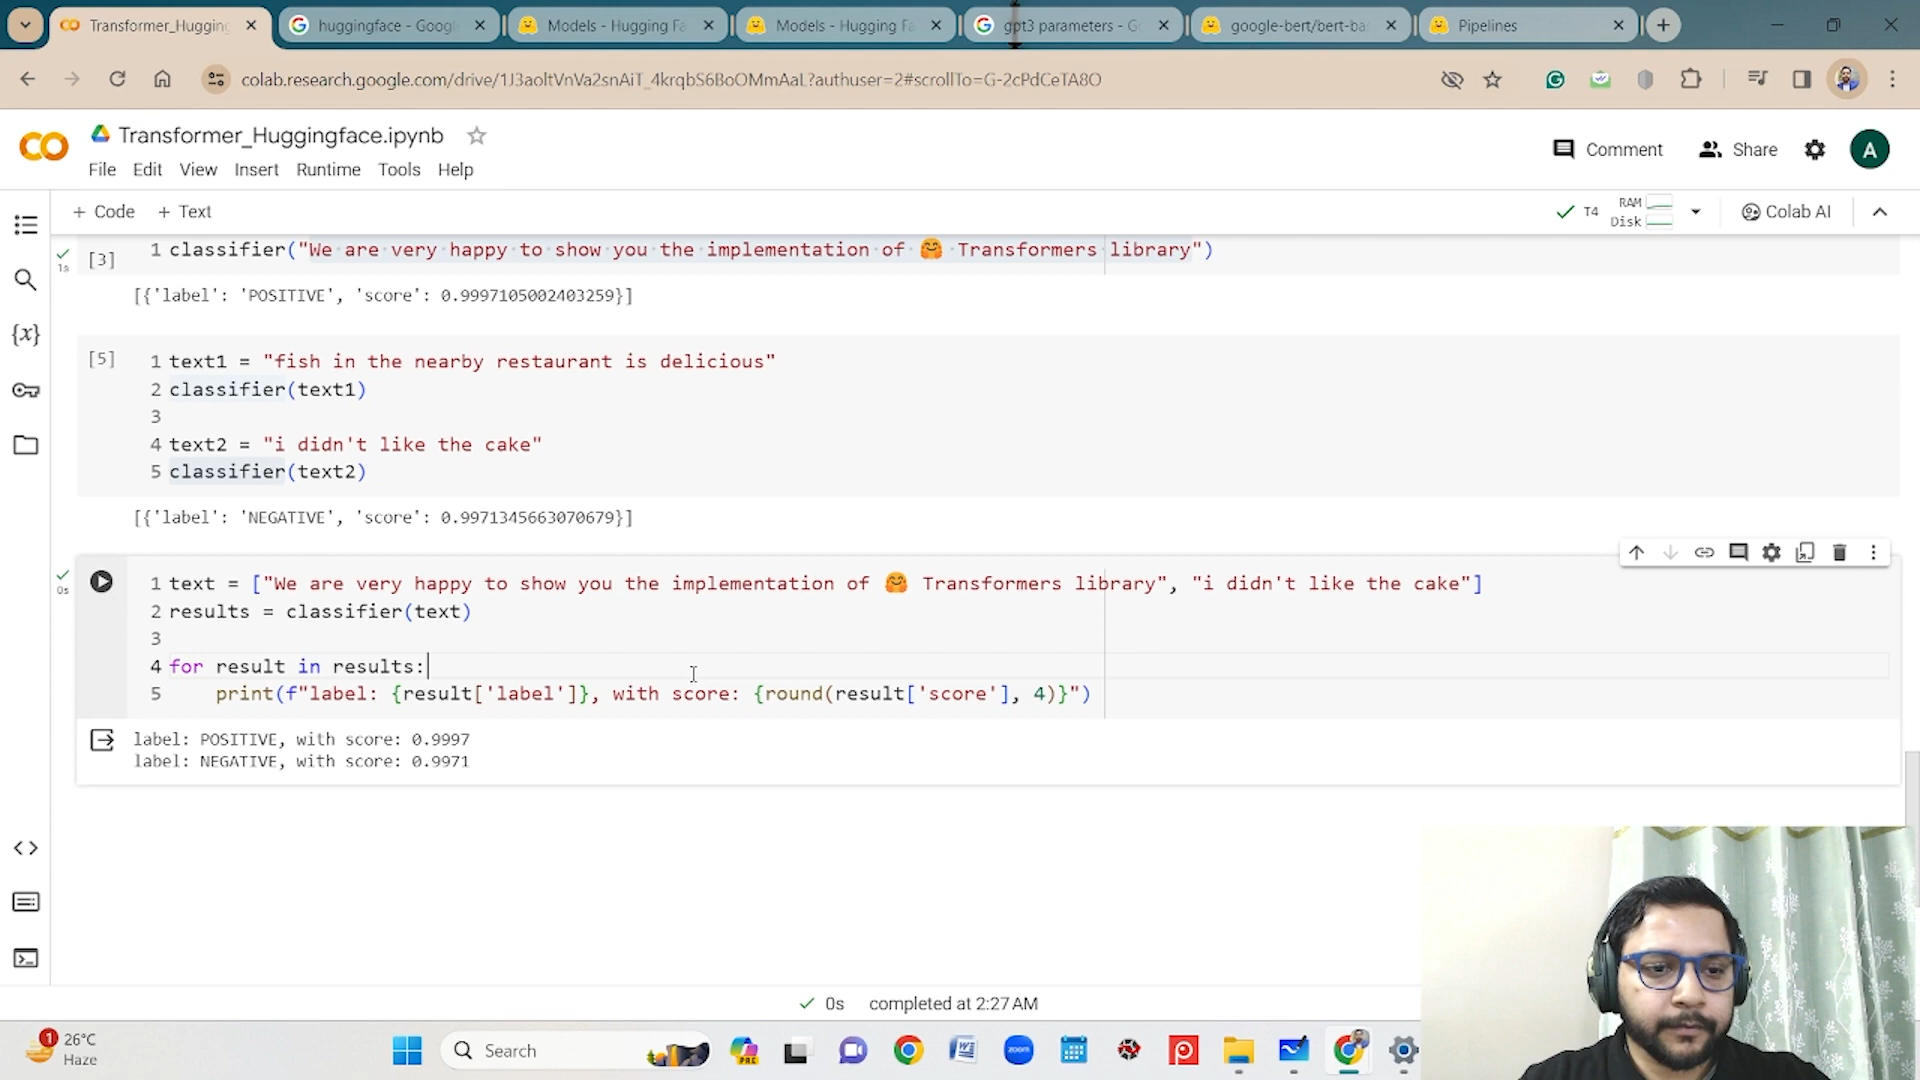 Transformer_Hugging
huggingface - Googl
Models - Hugging Fa
Models - Hugging Fa
gpt3 parameters - Go
google-bert/bert-ba
Pipelines
colab.research.google.com/drive/1J3aoltVnVa2snAiT_4krqbS6BoOMmAaL?authuser=2#scrollTo=G-2cPdCeTA8O
Transformer_Huggingface.ipynb
Comment
Share
A
File Edit View Insert Runtime Tools Help
+ Code + Text
T4
RAM
Disk
Colab AI
1s
[3]
1 classifier("We are very happy to show you the implementation of 🤗 Transformers library")
[{'label': 'POSITIVE', 'score': 0.9997105002403259}]
[5]
1 text1 = "fish in the nearby restaurant is delicious"
2 classifier(text1)
3
4 text2 = "i didn't like the cake"
5 classifier(text2)
[{'label': 'NEGATIVE', 'score': 0.9971345663070679}]
0s
1 text = ["We are very happy to show you the implementation of 🤗 Transformers library", "i didn't like the cake"]
2 results = classifier(text)
3
4 for result in results:
5     print(f"label: {result['label']}, with score: {round(result['score'], 4)}")
label: POSITIVE, with score: 0.9997
label: NEGATIVE, with score: 0.9971
{x}
0s completed at 2:27 AM
1
26°C
Haze
Search
PRE
zoom